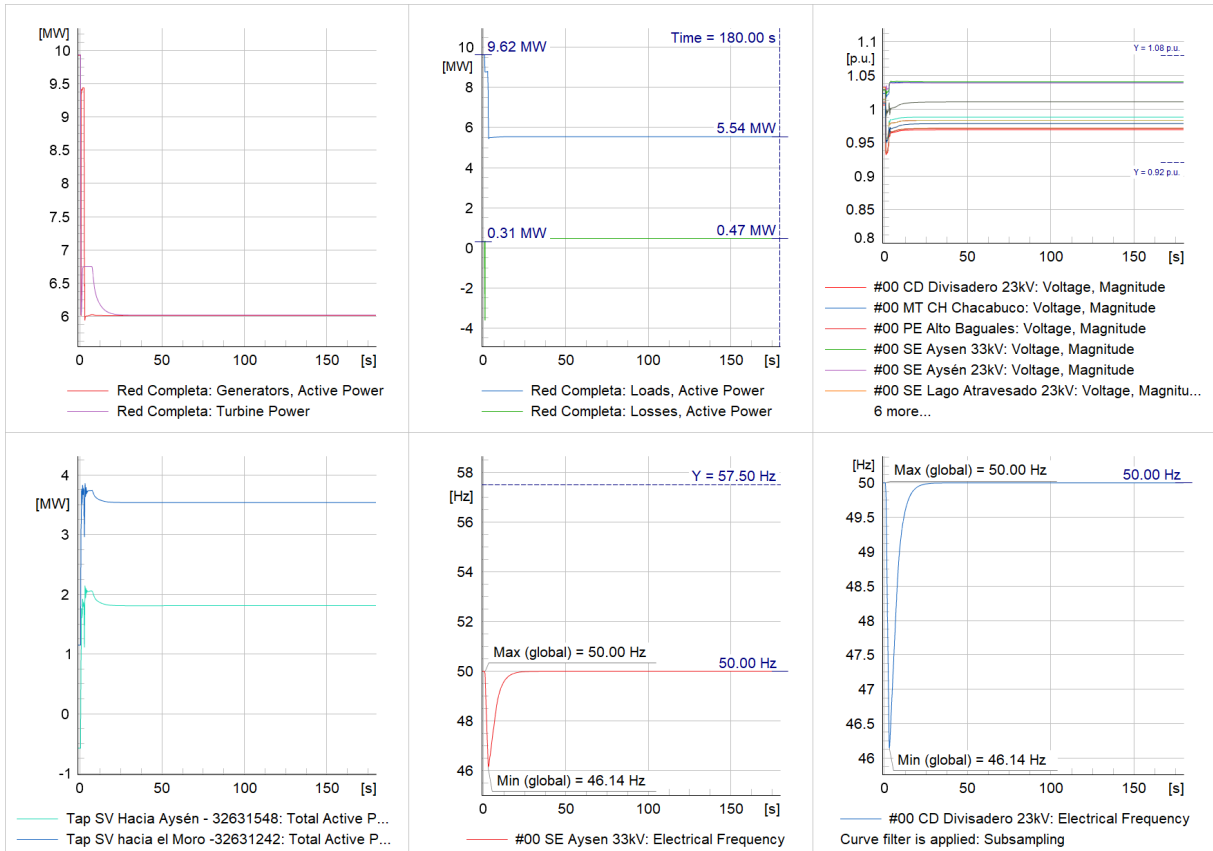 [MW]
10
9.5
9
8.5
8
7.5
7
6.5
6
0 50 100 150 [s]
Red Completa: Generators, Active Power
Red Completa: Turbine Power
10
[MW]
8
6
4
2
0
-2
-4
9.62 MW
Time = 180.00 s
5.54 MW
0.31 MW
0.47 MW
0 50 100 150 [s]
Red Completa: Loads, Active Power
Red Completa: Losses, Active Power
1.1
[p.u.]
1.05
1
0.95
0.9
0.85
0.8
Y = 1.08 p.u.
Y = 0.92 p.u.
0 50 100 150 [s]
#00 CD Divisadero 23kV: Voltage, Magnitude
#00 MT CH Chacabuco: Voltage, Magnitude
#00 PE Alto Baguales: Voltage, Magnitude
#00 SE Aysen 33kV: Voltage, Magnitude
#00 SE Aysén 23kV: Voltage, Magnitude
#00 SE Lago Atravesado 23kV: Voltage, Magnitu...
6 more...
4
[MW]
3
2
1
0
-1
0 50 100 150 [s]
Tap SV Hacia Aysén - 32631548: Total Active P...
Tap SV hacia el Moro -32631242: Total Active P...
58
[Hz]
56
54
52
50
48
46
Y = 57.50 Hz
Max (global) = 50.00 Hz
50.00 Hz
Min (global) = 46.14 Hz
0 50 100 150 [s]
#00 SE Aysen 33kV: Electrical Frequency
[Hz]
50
49.5
49
48.5
48
47.5
47
46.5
46
Max (global) = 50.00 Hz
50.00 Hz
Min (global) = 46.14 Hz
0 50 100 150 [s]
#00 CD Divisadero 23kV: Electrical Frequency
Curve filter is applied: Subsampling